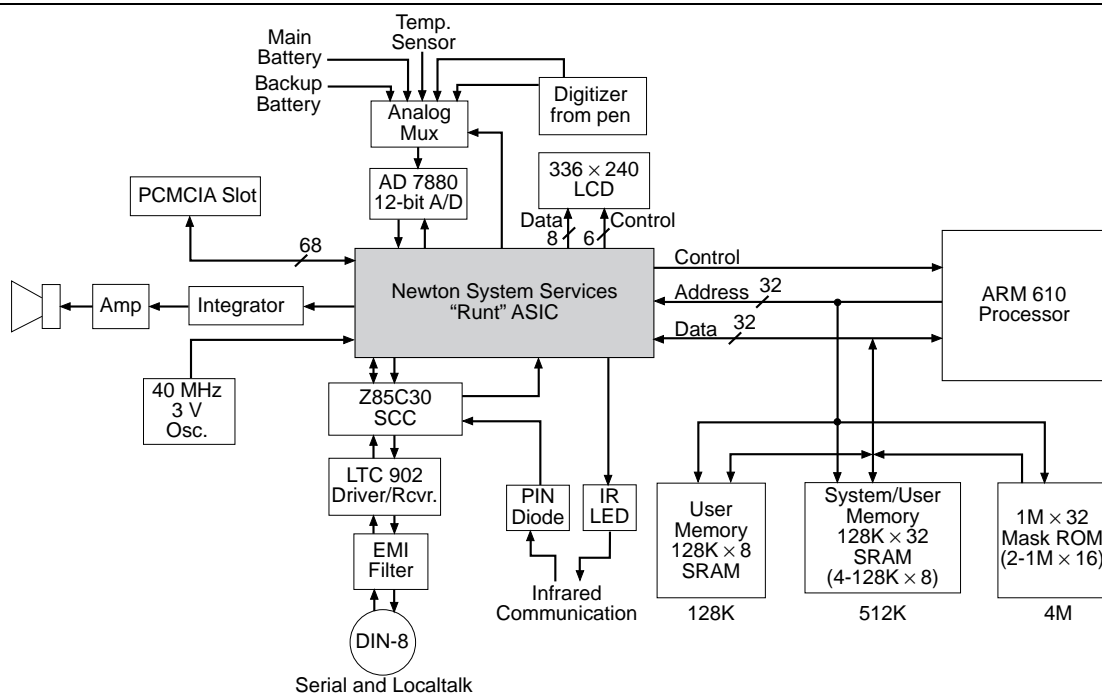 Main
Battery
Temp.
Sensor
Backup
Battery
Analog
Mux
Digitizer
from pen
PCMCIA Slot
AD 7880
12-bit A/D
336 × 240
LCD
Data
8
Control
6
68
Amp
Integrator
Newton System Services
“Runt” ASIC
Control
Address
32
Data
32
ARM 610
Processor
40 MHz
3 V
Osc.
Z85C30
SCC
LTC 902
Driver/Rcvr.
PIN
Diode
IR
LED
EMI
Filter
Infrared
Communication
DIN-8
Serial and Localtalk
User
Memory
128K × 8
SRAM
128K
System/User
Memory
128K × 32
SRAM
(4-128K × 8)
512K
1M × 32
Mask ROM
(2-1M × 16)
4M